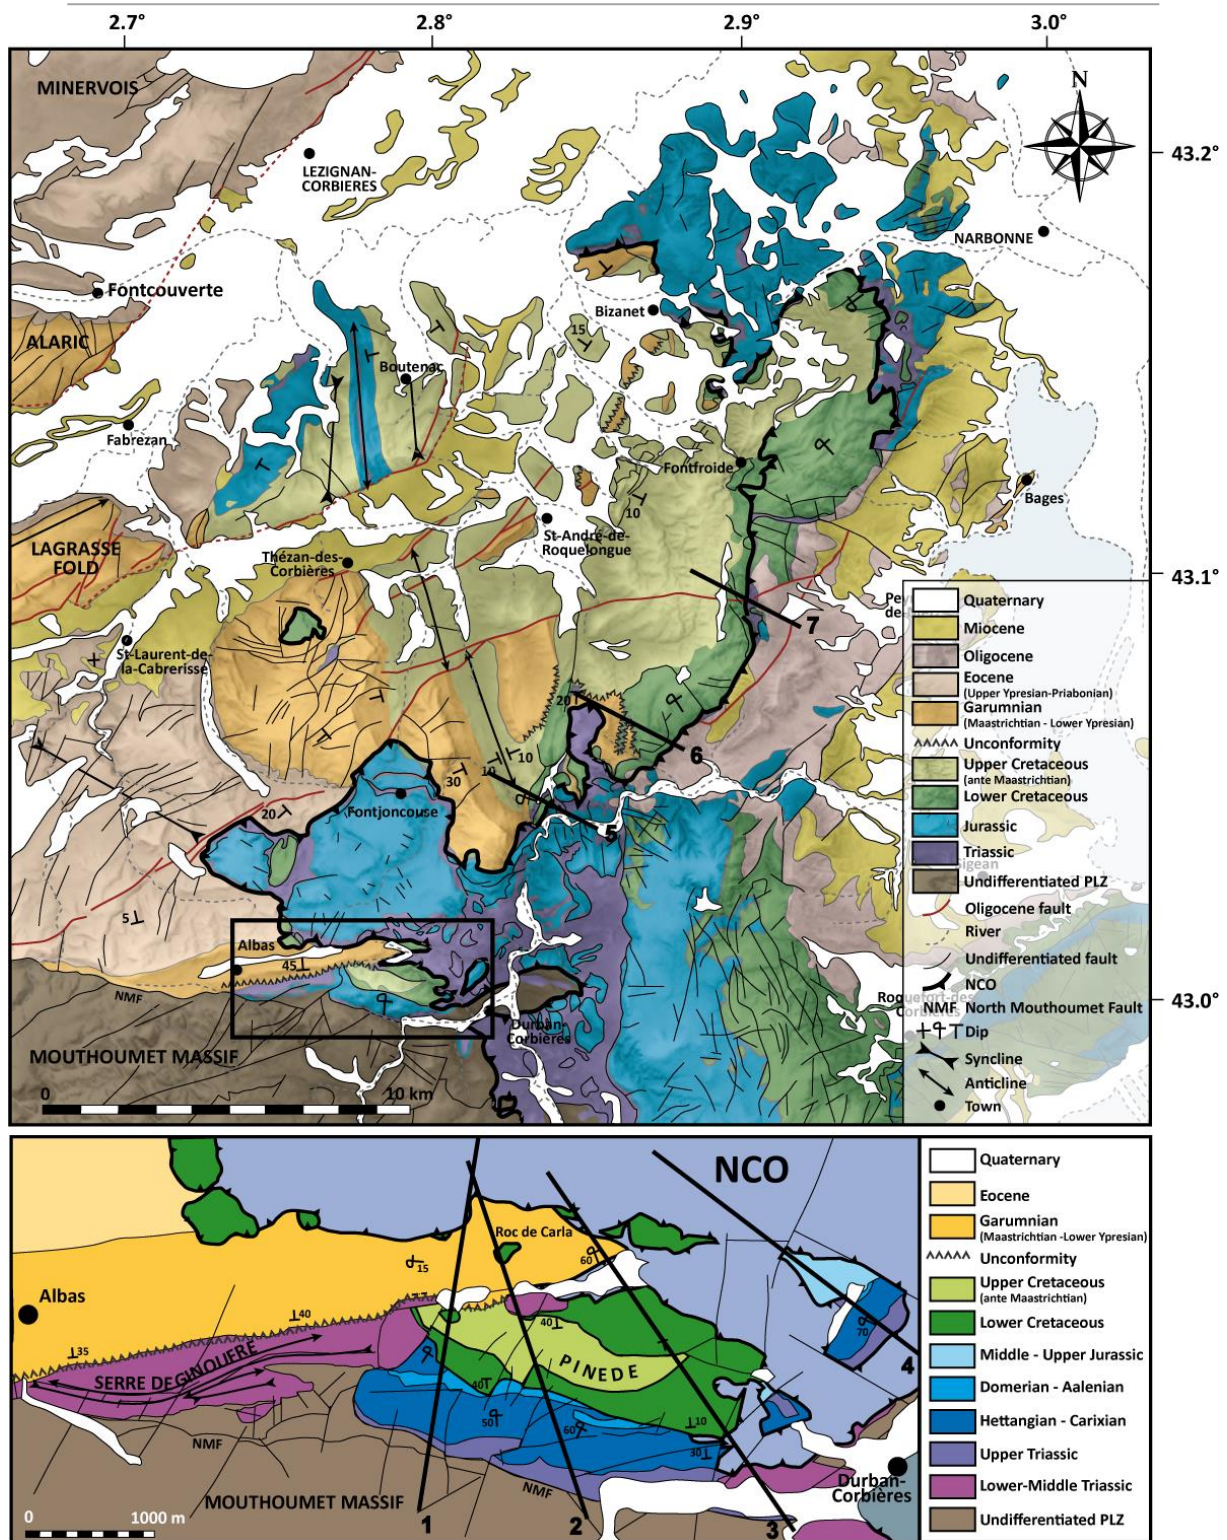 2.7° 2.8° 2.9° 3.0°
N
MINERVOIS
LEZIGNAN-
CORBIERES
43.2°
NARBONNE
Fontcouverte
Bizanet
15
ALARIC
Boutenac
Fabrezan
Fontfroide
Bages
10
LAGRASSE
FOLD
St-André-de-
Roquelongue
Thézan-des-
Corbières
43.1°
St-Laurent-de-
la-Cabrerisse
7
20
6
10
10
30
20
Fontjoncouse
5
5
Albas
45
NMF
43.0°
Durban-
Corbières
MOUTHOUMET MASSIF
0 10 km
Quaternary
Miocene
Oligocene
Eocene
(Upper Ypresian-Priabonian)
Garumnian
(Maastrichtian - Lower Ypresian)
Unconformity
Upper Cretaceous
(ante Maastrichtian)
Lower Cretaceous
Jurassic
Triassic
Undifferentiated PLZ
Oligocene fault
River
Undifferentiated fault
NCO
NMF North Mouthoumet Fault
Dip
Syncline
Anticline
Town
NCO
Roc de Carla
15
60
Albas
40
35
40
SERRE DE GINOUFRE
PINEDE
70
4
40
50
60
10
30
NMF
NMF
MOUTHOUMET MASSIF
Durban-
Corbières
0 1000 m
1 2 3
Quaternary
Eocene
Garumnian
(Maastrichtian -Lower Ypresian)
Unconformity
Upper Cretaceous
(ante Maastrichtian)
Lower Cretaceous
Middle - Upper Jurassic
Domerian - Aalenian
Hettangian - Carixian
Upper Triassic
Lower-Middle Triassic
Undifferentiated PLZ